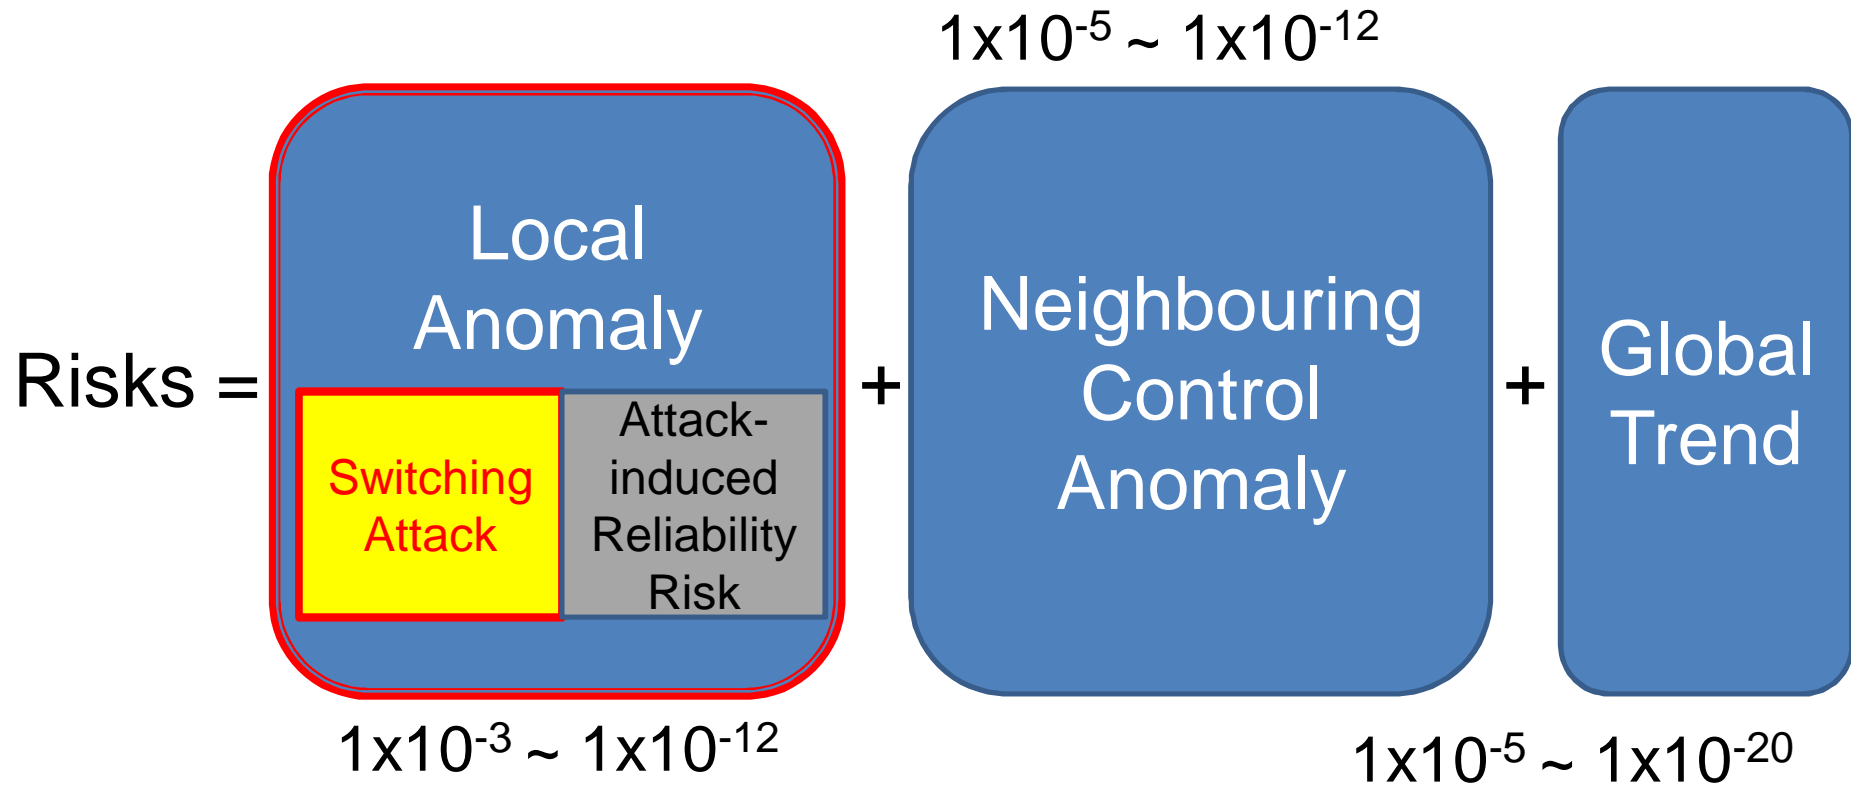 1x10⁻⁵ ~ 1x10⁻¹²
Risks =
Local
Anomaly
Switching
Attack
Attack-
induced
Reliability
Risk
+
Neighbouring
Control
Anomaly
+
Global
Trend
1x10⁻³ ~ 1x10⁻¹²
1x10⁻⁵ ~ 1x10⁻²⁰